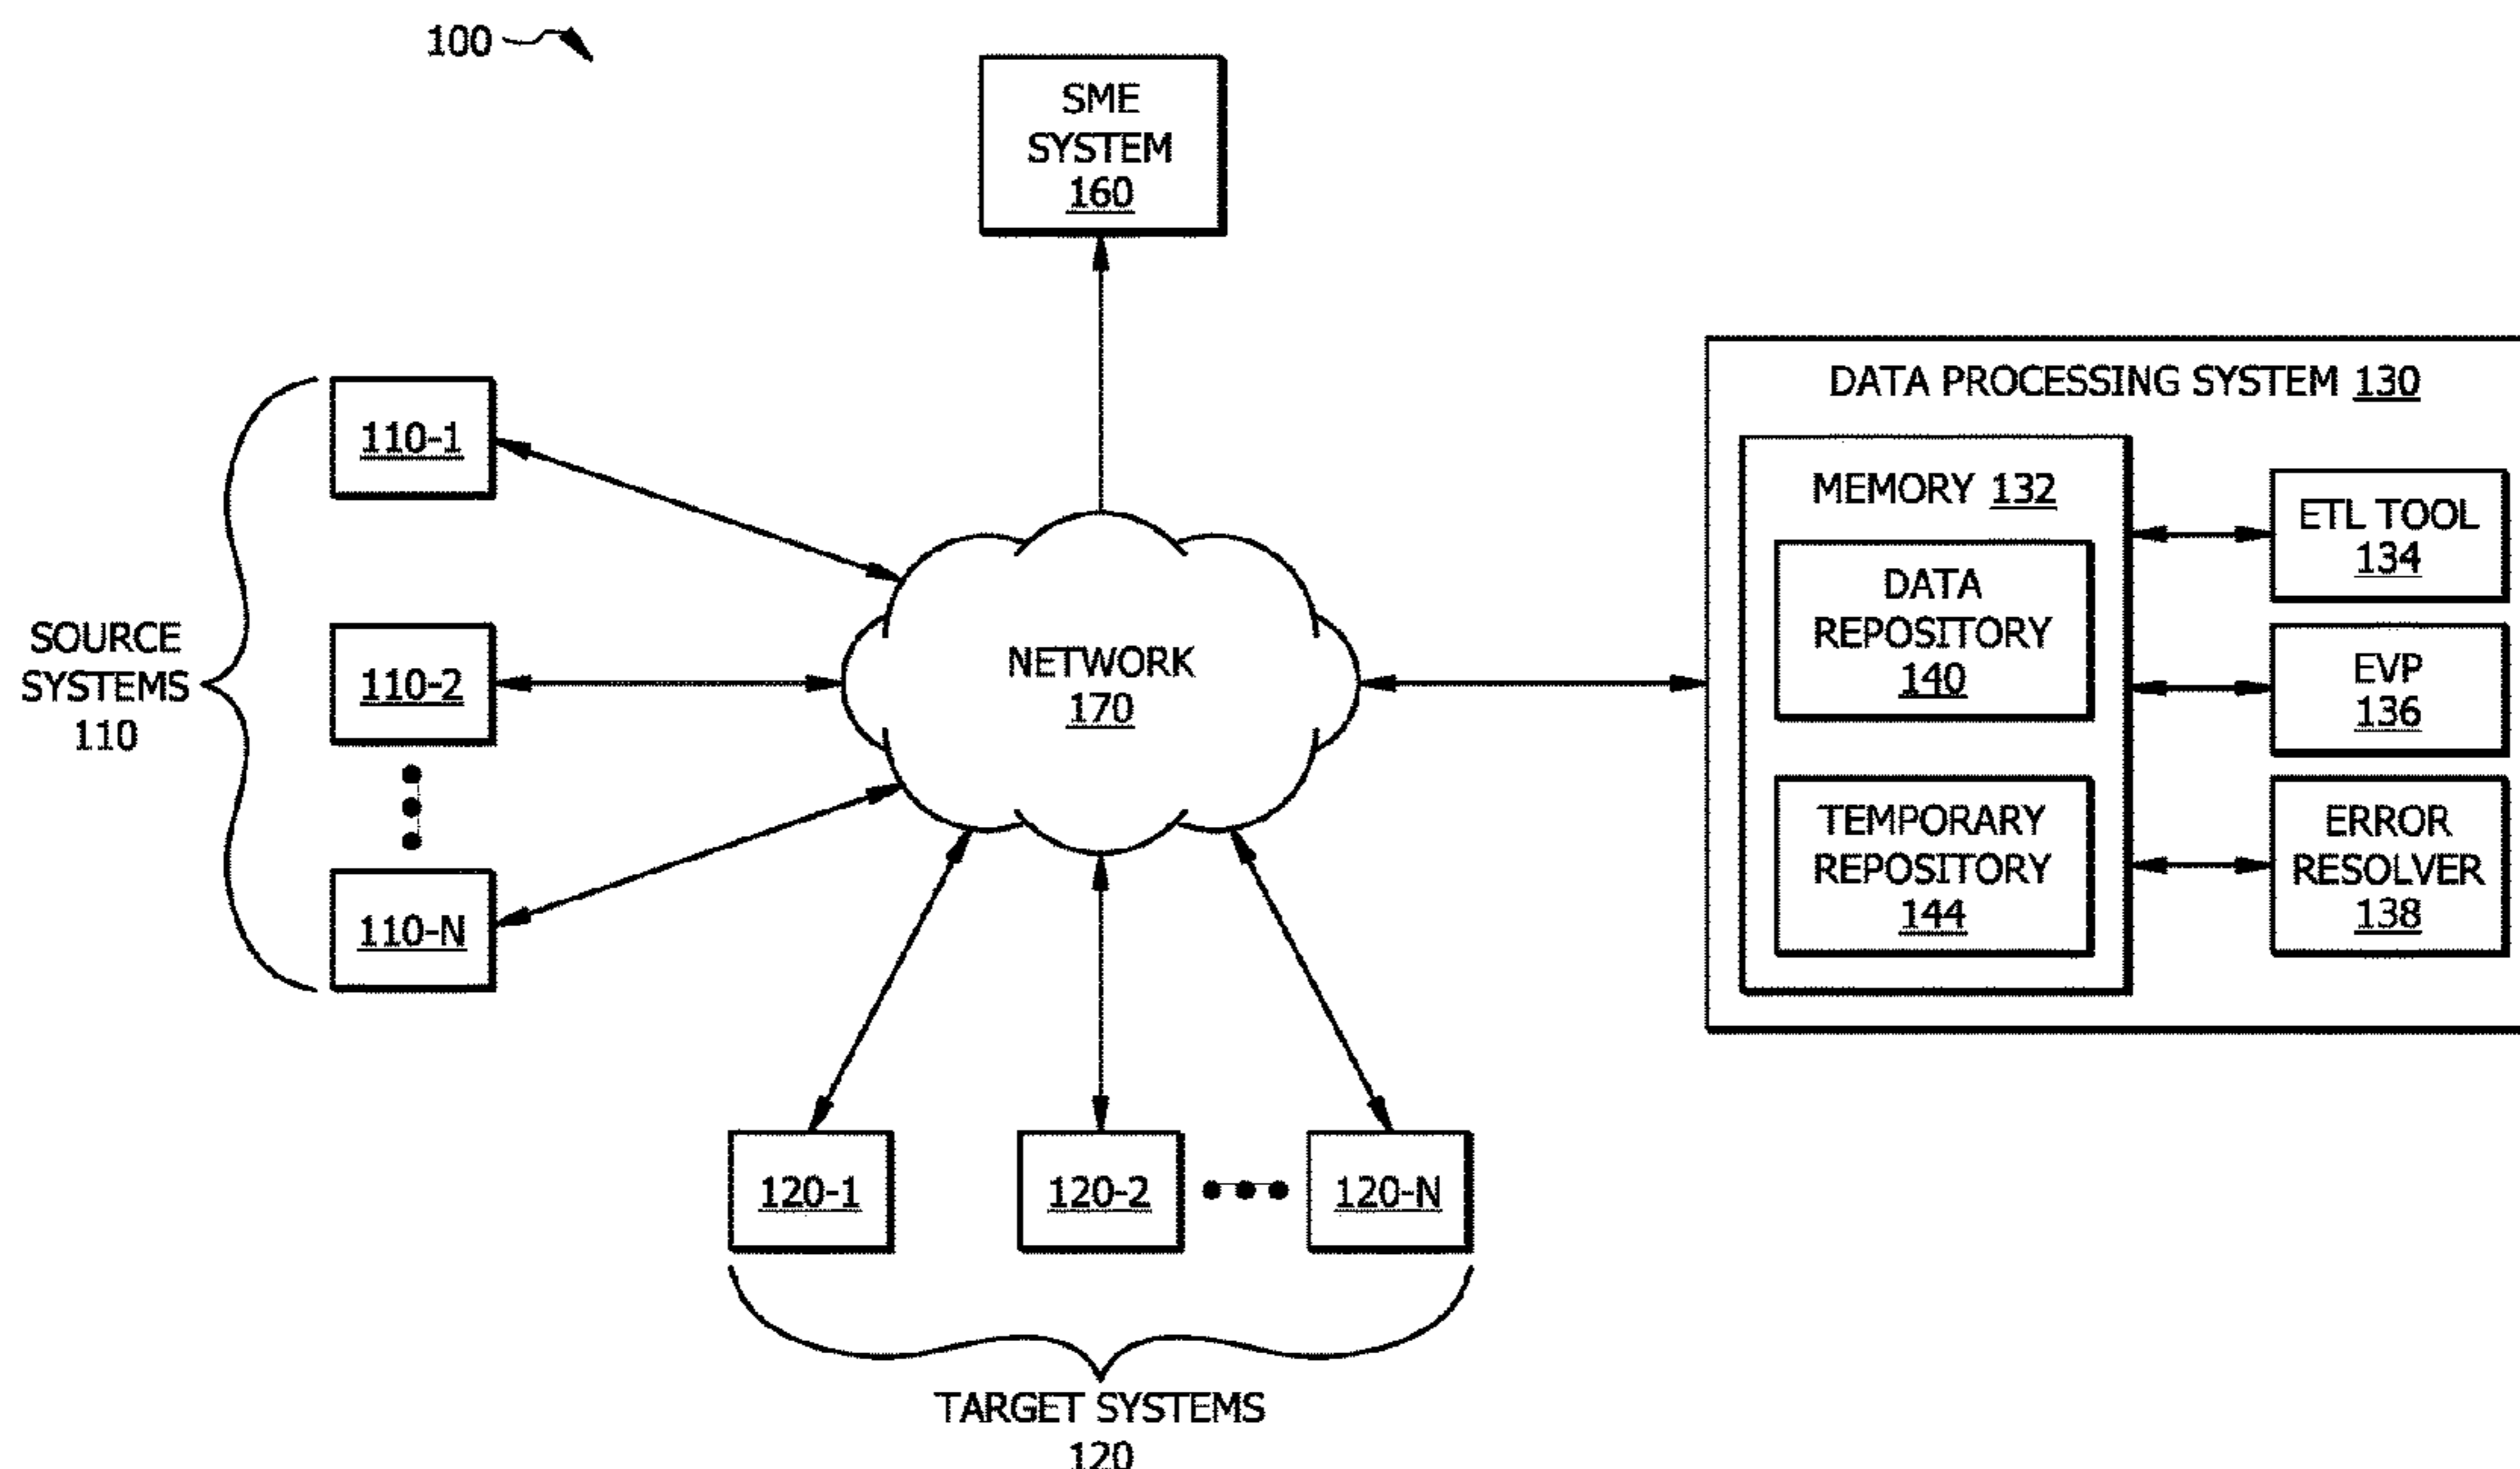 100
SME
SYSTEM
160
SOURCE
SYSTEMS
110
110-1
110-2
110-N
NETWORK
170
DATA PROCESSING SYSTEM 130
MEMORY 132
DATA
REPOSITORY
140
TEMPORARY
REPOSITORY
144
ETL TOOL
134
EVP
136
ERROR
RESOLVER
138
120-1
120-2
120-N
TARGET SYSTEMS
120